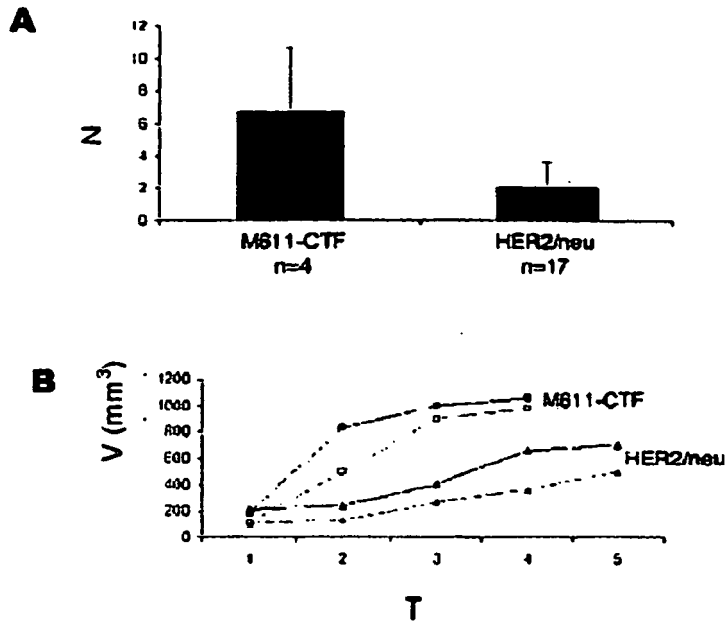 A
N
12
10
8
6
4
2
0
M611-CTF
n=4
HER2/neu
n=17
B
V (mm³)
1200
1000
800
600
400
200
0
M611-CTF
HER2/neu
1 2 3 4 5
T